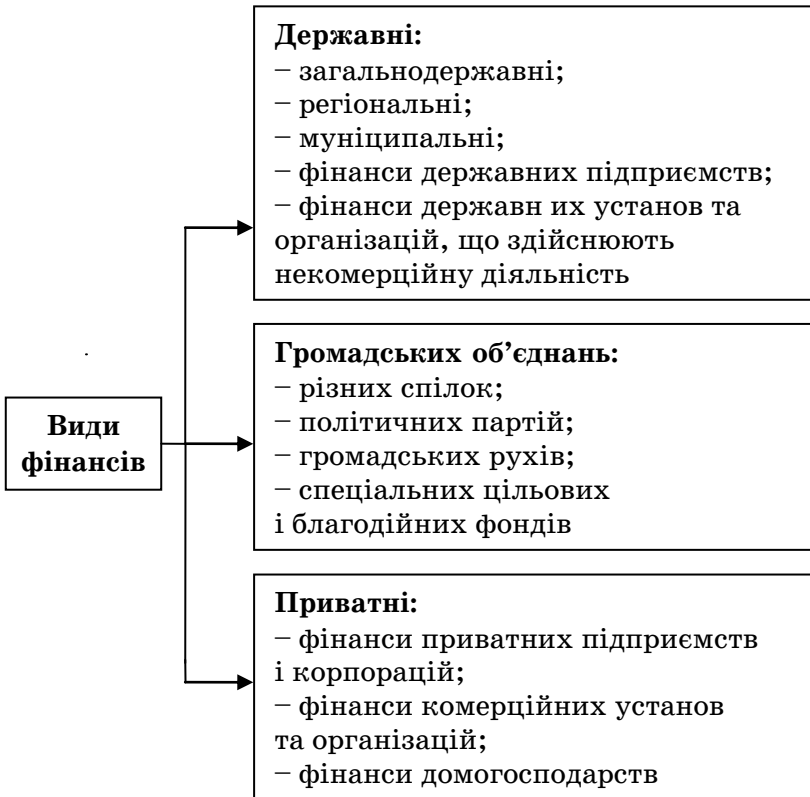 Державні:
– загальнодержавні;
– регіональні;
– муніципальні;
– фінанси державних підприємств;
– фінанси державн их установ та
організацій, що здійснюють
некомерційну діяльність
Громадських об’єднань:
– різних спілок;
– політичних партій;
– громадських рухів;
– спеціальних цільових
і благодійних фондів
Види
фінансів
Приватні:
– фінанси приватних підприємств
і корпорацій;
– фінанси комерційних установ
та організацій;
– фінанси домогосподарств